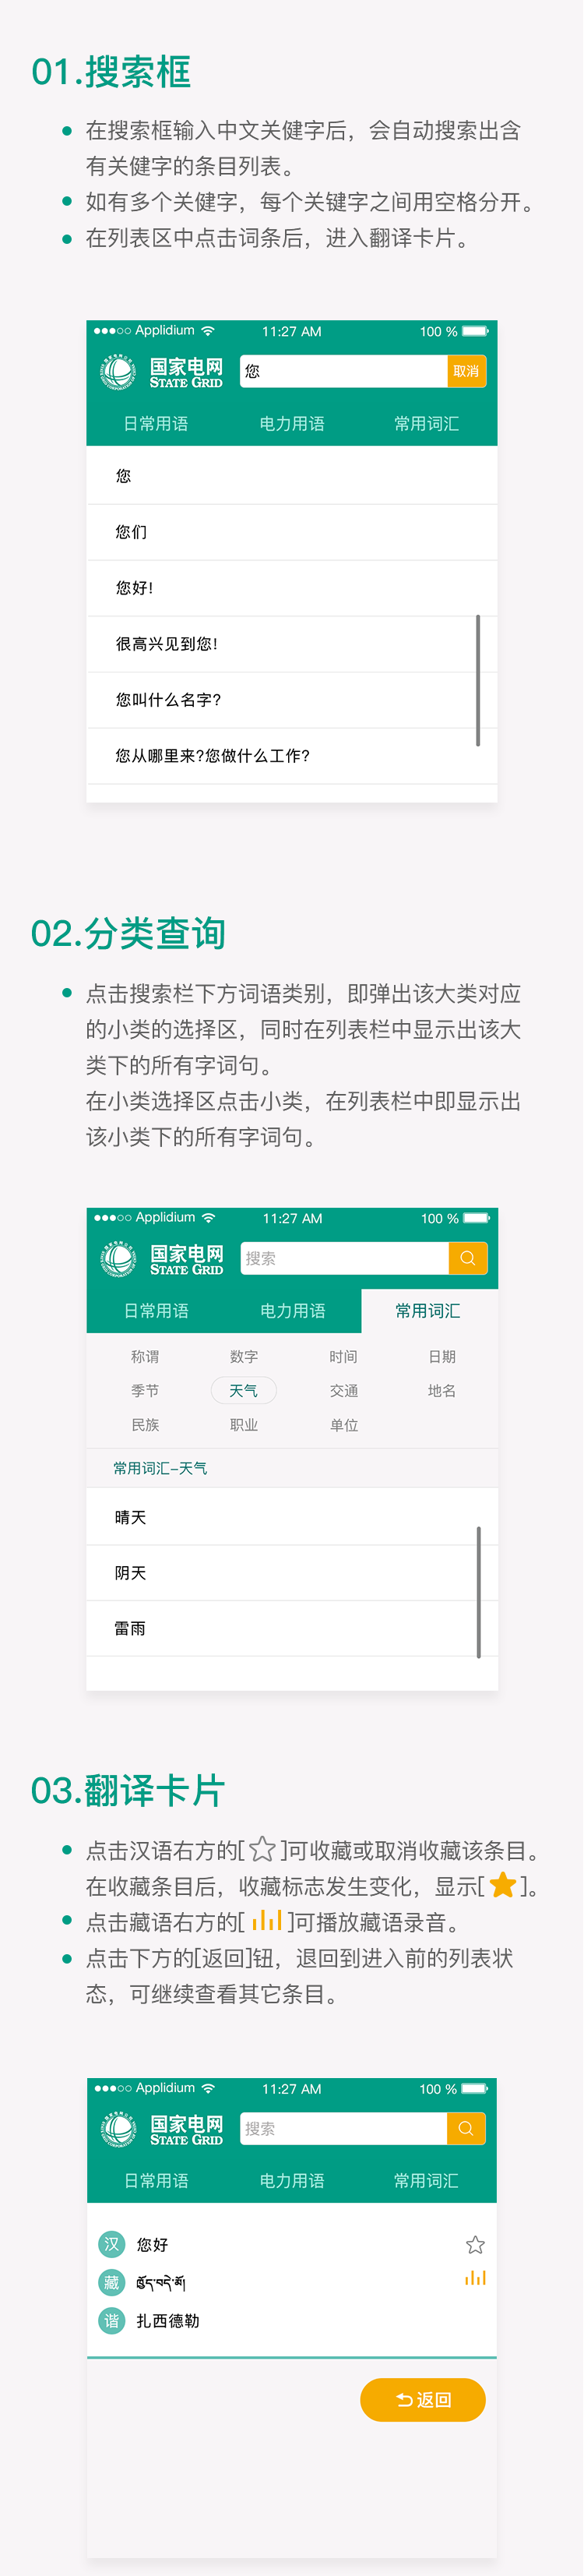 01.搜索框
在搜索框输入中文关健字后，会自动搜索出含
有关健字的条目列表。
如有多个关健字，每个关键字之间用空格分开。
在列表区中点击词条后，进入翻译卡片。
Applidium 11:27 AM 100 %
国家电网 您 取消
STATE GRID
日常用语 电力用语 常用词汇
您
您们
您好!
很高兴见到您!
您叫什么名字?
您从哪里来?您做什么工作?
02.分类查询
点击搜索栏下方词语类别，即弹出该大类对应
的小类的选择区，同时在列表栏中显示出该大
类下的所有字词句。
在小类选择区点击小类，在列表栏中即显示出
该小类下的所有字词句。
Applidium 11:27 AM 100 %
国家电网 搜索
STATE GRID
日常用语 电力用语 常用词汇
称谓 数字 时间 日期
季节 天气 交通 地名
民族 职业 单位
常用词汇-天气
晴天
阴天
雷雨
03.翻译卡片
点击汉语右方的[ ]可收藏或取消收藏该条目。
在收藏条目后，收藏标志发生变化，显示[ ]。
点击藏语右方的[ ]可播放藏语录音。
点击下方的[返回]钮，退回到进入前的列表状
态，可继续查看其它条目。
Applidium 11:27 AM 100 %
国家电网 搜索
STATE GRID
日常用语 电力用语 常用词汇
汉 您好
藏
谐 扎西德勒
返回